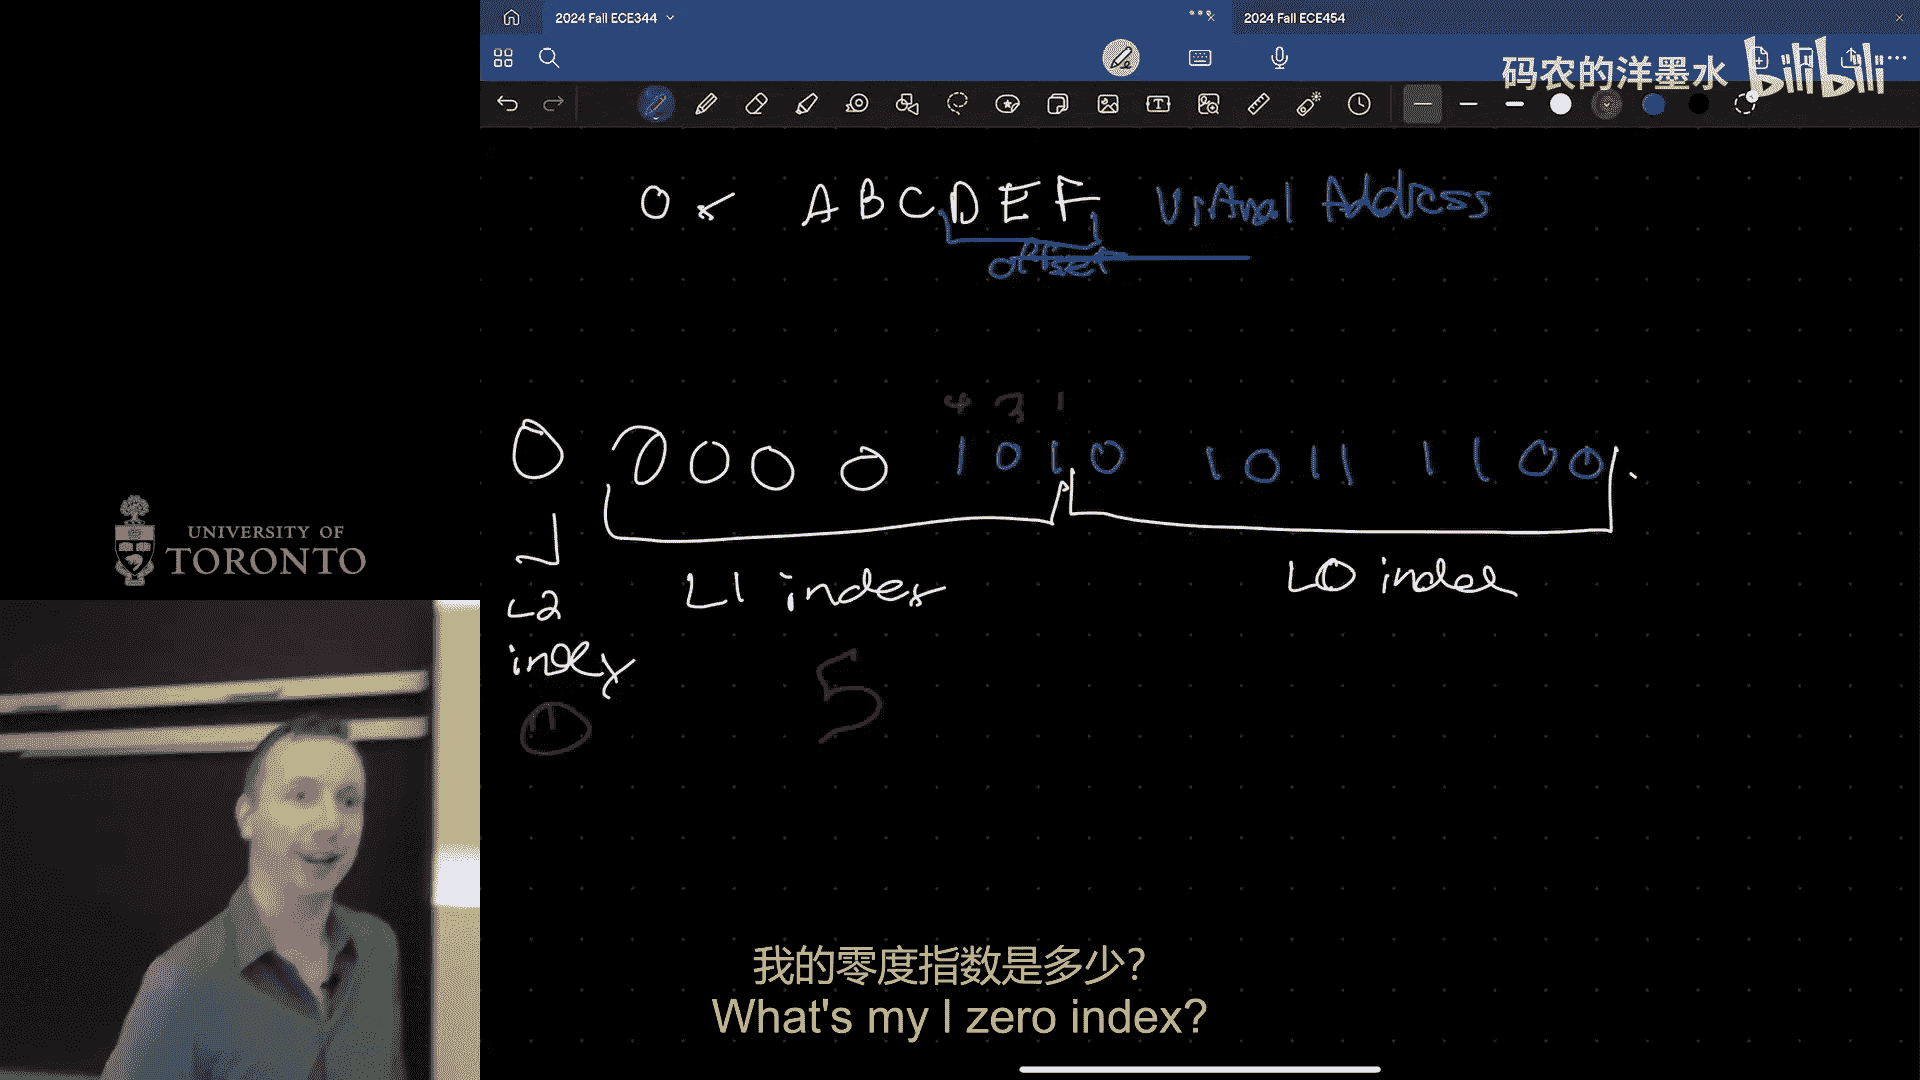 2024 Fall ECE344
2024 Fall ECE454
码农的洋墨水 bilibili
0x ABCDEF Virtual Address
offset
4 2 1
0 0000 1010 1011 1100
L2 index
L1 index
L0 index
0
5
UNIVERSITY OF
TORONTO
我的零度指数是多少?
What's my I zero index?